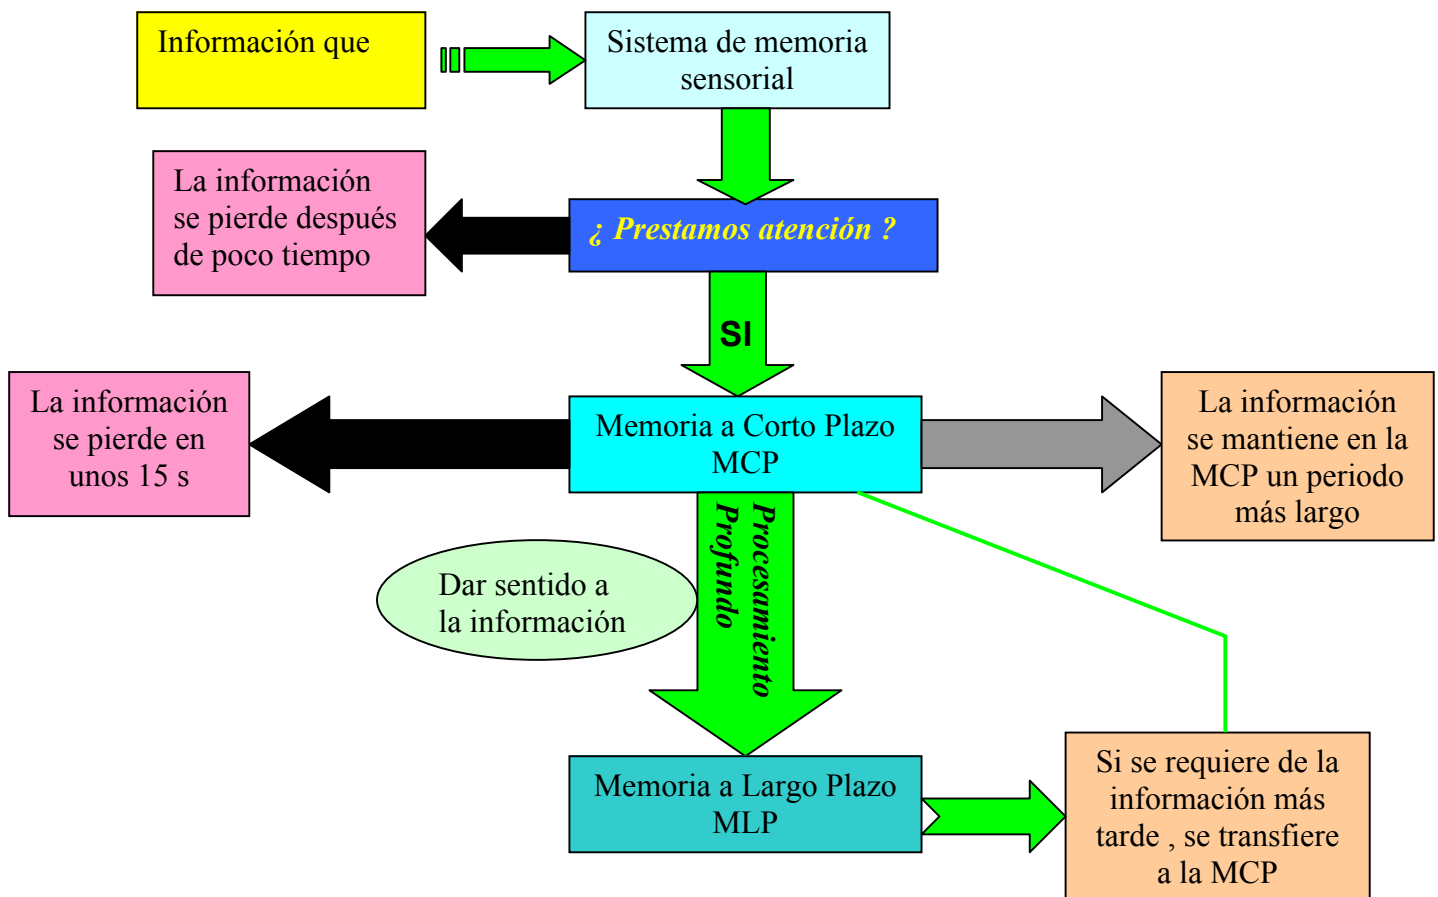 Información que
Sistema de memoria
sensorial
La información
se pierde después
de poco tiempo
¿ Prestamos atención ?
SI
La información
se pierde en
unos 15 s
Memoria a Corto Plazo
MCP
La información
se mantiene en la
MCP un periodo
más largo
Procesamiento
Profundo
Dar sentido a
la información
Memoria a Largo Plazo
MLP
Si se requiere de la
información más
tarde , se transfiere
a la MCP